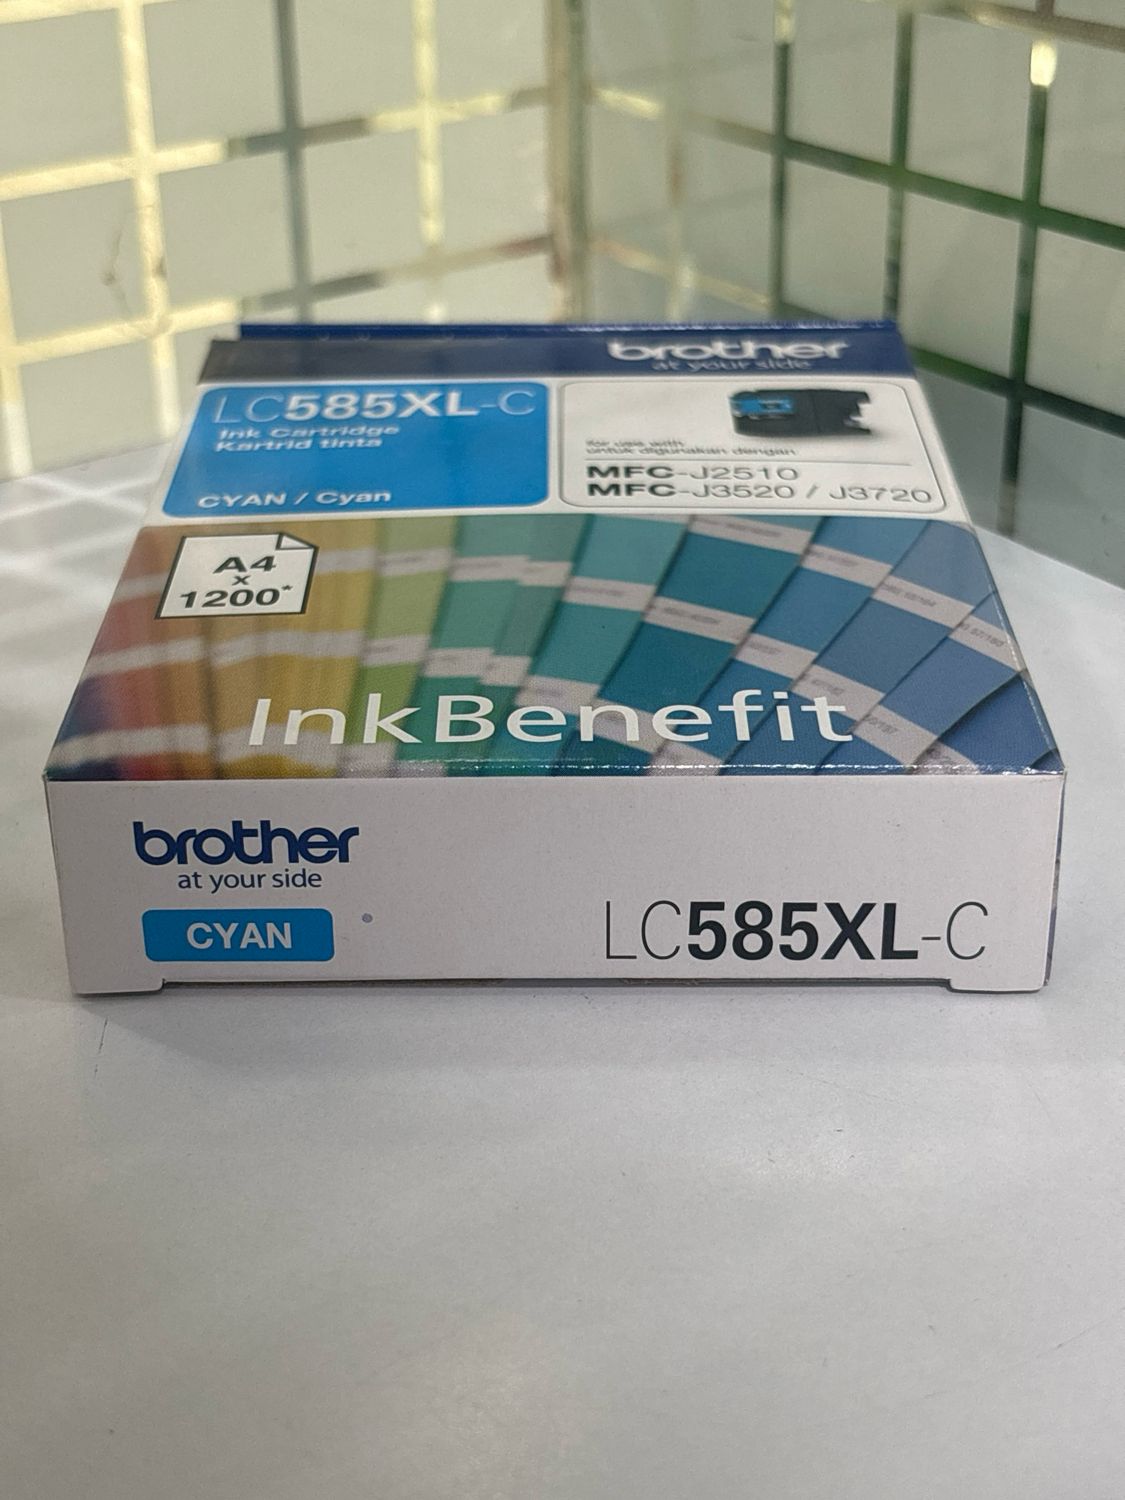 brother
at your side
LC585XL-C
Ink Cartridge
Kartrid tinta
CYAN / Cyan
for use with
untuk digunakan dengan
MFC-J2510
MFC-J3520 / J3720
A4
x
1200*
InkBenefit
brother
at your side
CYAN
LC585XL-C